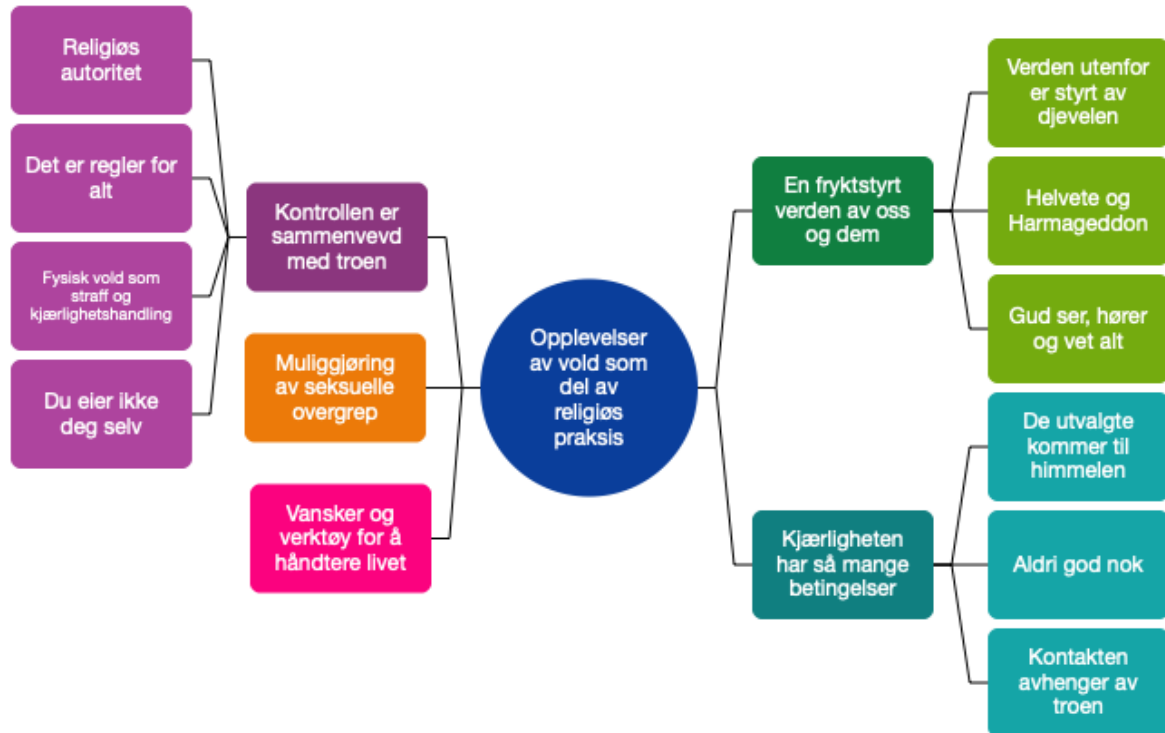 Religiøs
autoritet
Det er regler for
alt
Fysisk vold som
straff og
kjærlighetshandling
Du eier ikke
deg selv
Kontrollen er
sammenvevd
med troen
Muliggjøring
av seksuelle
overgrep
Vansker og
verktøy for å
håndtere livet
Opplevelser
av vold som
del av
religiøs
praksis
En fryktstyrt
verden av oss
og dem
Kjærligheten
har så mange
betingelser
Verden utenfor
er styrt av
djevelen
Helvete og
Harmageddon
Gud ser, hører
og vet alt
De utvalgte
kommer til
himmelen
Aldri god nok
Kontakten
avhenger av
troen